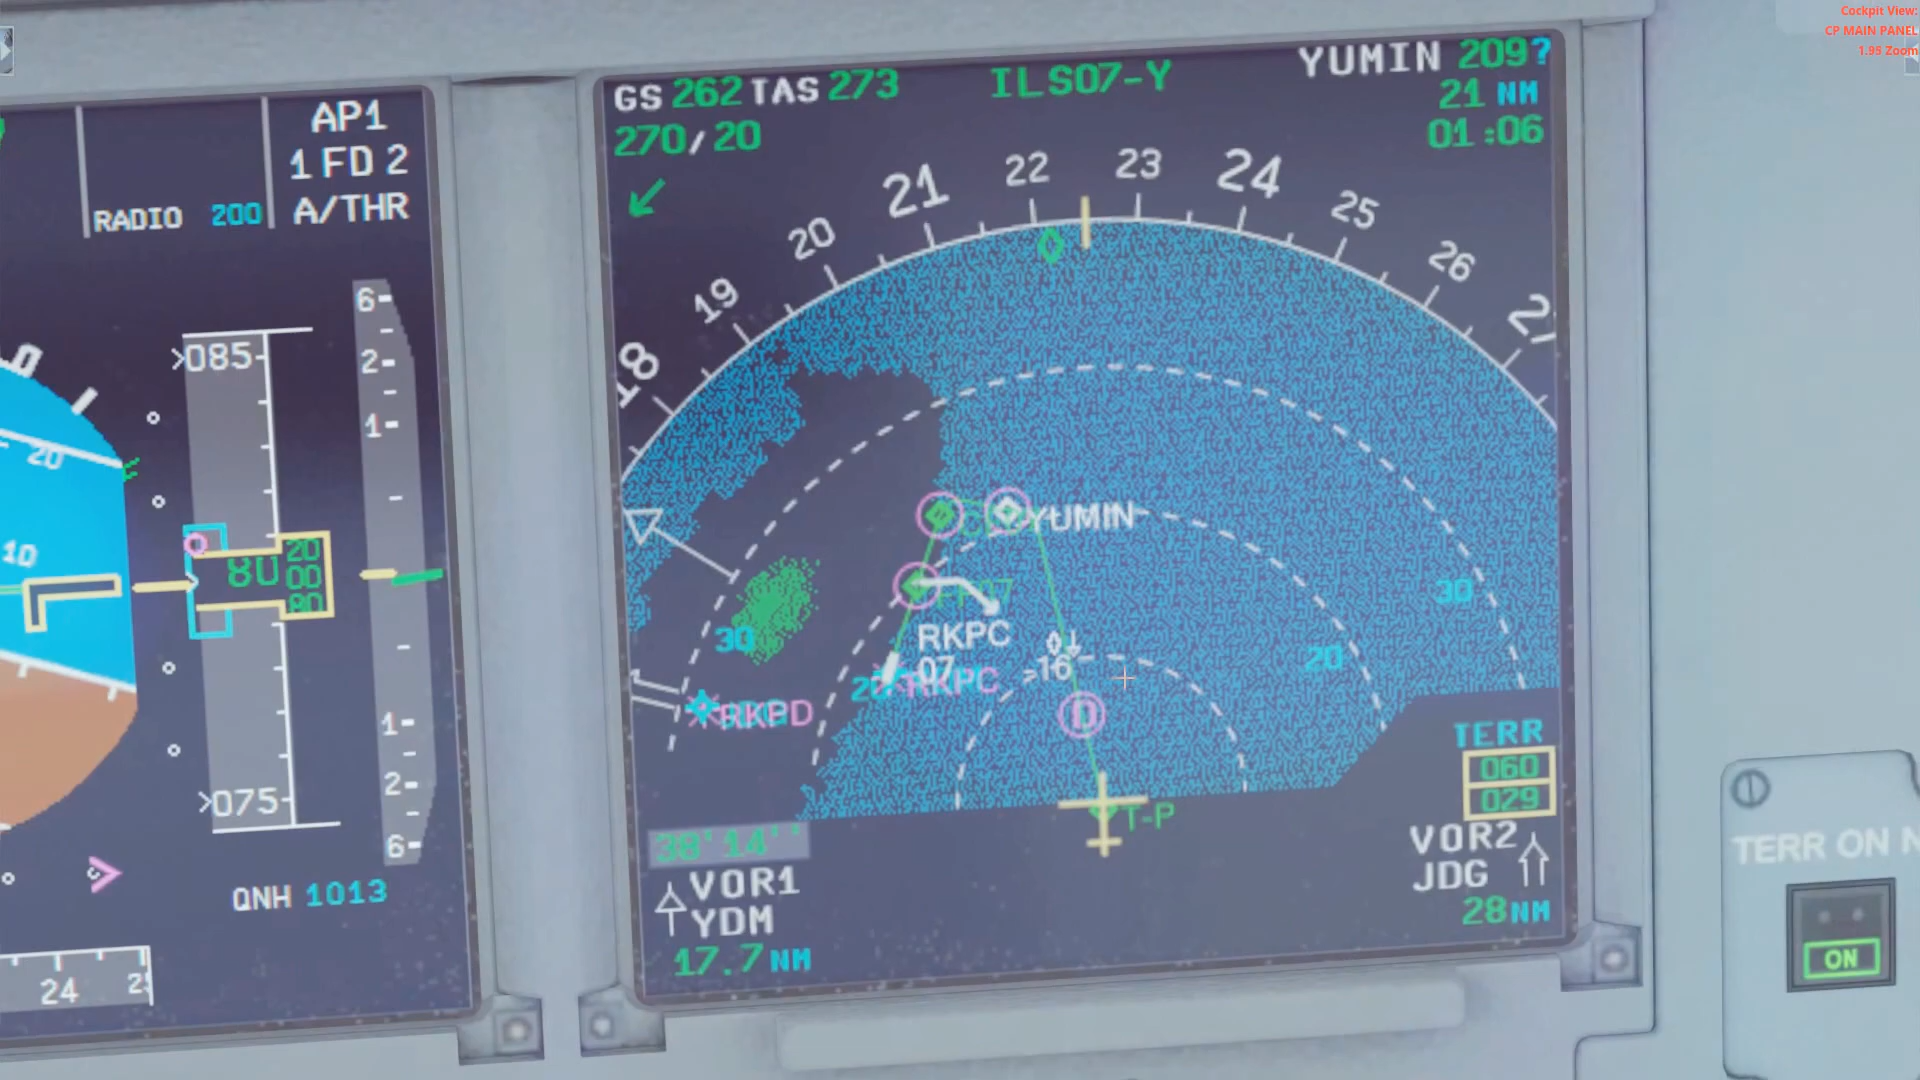 Cockpit View:
CP MAIN PANEL
1.95 Zoom
AP1
1 FD 2
A/THR
RADIO 200
6
2
1
085
20
10
80
20
00
80
1
2
6
075
QNH 1013
24
GS 262 TAS 273
270/20
ILS07-Y
YUMIN 209?
21 NM
01:06
18
19
20
21
22
23
24
25
26
YUMIN
30
30
20
RKPC
07
>16
D
RKPC
RKPD
T-P
TERR
060
029
38'14''
VOR1
YDM
17.7 NM
VOR2
JDG
28 NM
TERR ON N
ON